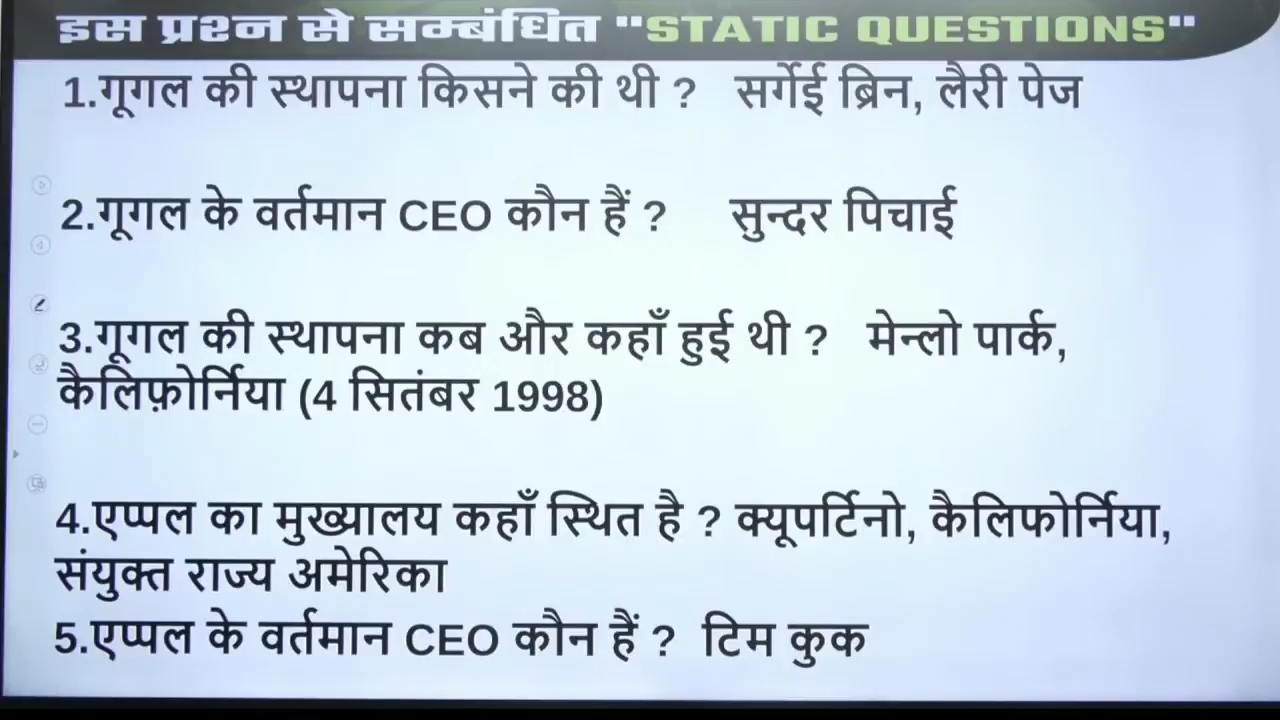 इस प्रश्न से सम्बंधित "STATIC QUESTIONS"
1.गूगल की स्थापना किसने की थी ? सर्गेई ब्रिन, लैरी पेज
2.गूगल के वर्तमान CEO कौन हैं ? सुन्दर पिचाई
3.गूगल की स्थापना कब और कहाँ हुई थी ? मेन्लो पार्क,
कैलिफ़ोर्निया (4 सितंबर 1998)
4.एप्पल का मुख्यालय कहाँ स्थित है ? क्यूपर्टिनो, कैलिफोर्निया,
संयुक्त राज्य अमेरिका
5.एप्पल के वर्तमान CEO कौन हैं ? टिम कुक